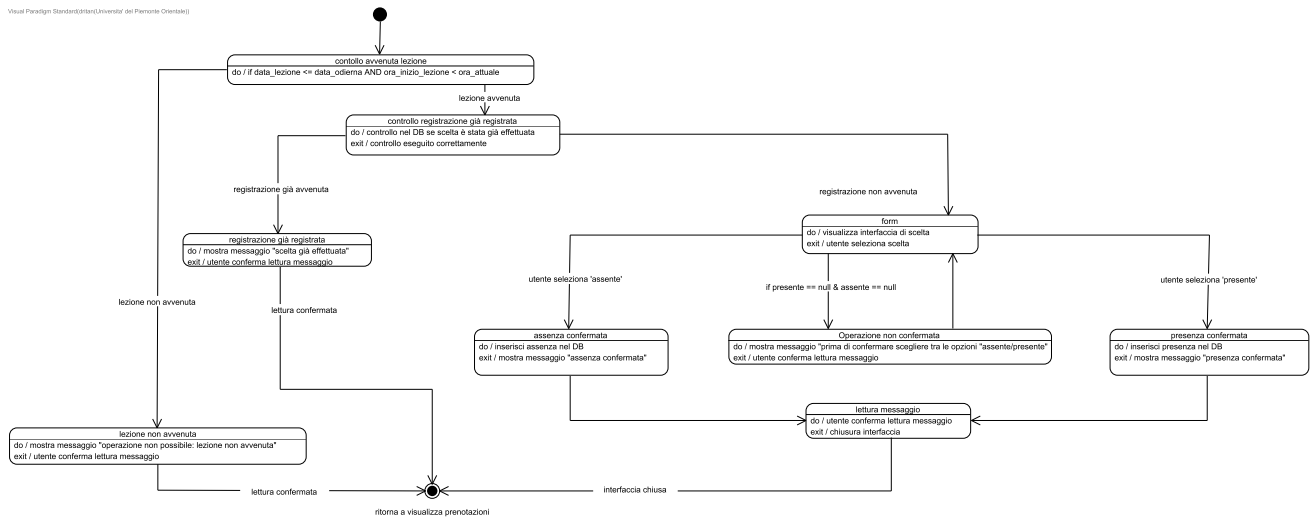 Visual Paradigm Standard(dritan(Universita' del Piemonte Orientale))
contollo avvenuta lezione
do / if data_lezione <= data_odierna AND ora_inizio_lezione < ora_attuale
lezione avvenuta
controllo registrazione già registrata
do / controllo nel DB se scelta è stata già effettuata
exit / controllo eseguito correttamente
registrazione già avvenuta
registrazione non avvenuta
form
do / visualizza interfaccia di scelta
exit / utente seleziona scelta
registrazione già registrata
do / mostra messaggio "scelta già effettuata"
exit / utente conferma lettura messaggio
utente seleziona 'assente'
if presente == null & assente == null
utente seleziona 'presente'
lezione non avvenuta
lettura confermata
assenza confermata
do / inserisci assenza nel DB
exit / mostra messaggio "assenza confermata"
Operazione non confermata
do / mostra messaggio "prima di confermare scegliere tra le opzioni "assente/presente"
exit / utente conferma lettura messaggio
presenza confermata
do / inserisci presenza nel DB
exit / mostra messaggio "presenza confermata"
lettura messaggio
do / utente conferma lettura messaggio
exit / chiusura interfaccia
lezione non avvenuta
do / mostra messaggio "operazione non possibile: lezione non avvenuta"
exit / utente conferma lettura messaggio
lettura confermata
interfaccia chiusa
ritorna a visualizza prenotazioni